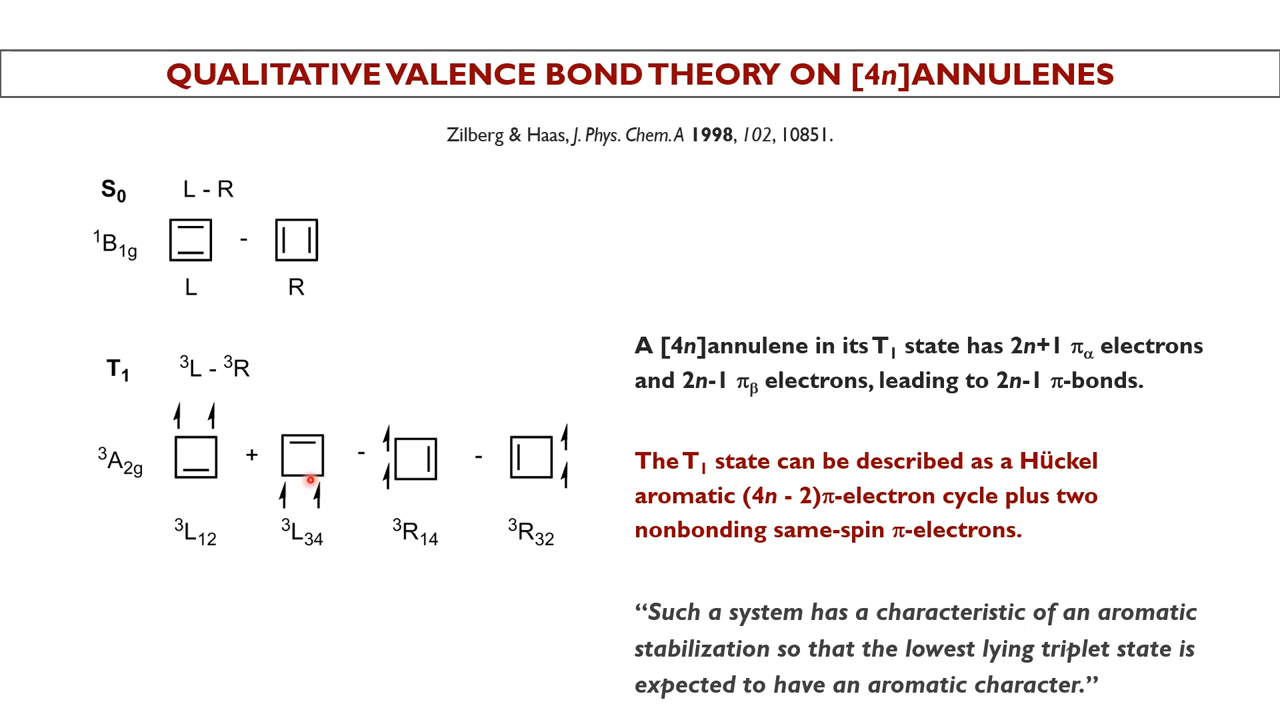 QUALITATIVE VALENCE BOND THEORY ON [4n]ANNULENES
Zilberg & Haas, J. Phys. Chem. A 1998, 102, 10851.
S₀ L - R
¹B₁g -
L R
T₁ ³L - ³R
³A₂g + - -
³L₁₂ ³L₃₄ ³R₁₄ ³R₃₂
A [4n]annulene in its T₁ state has 2n+1 πα electrons
and 2n-1 πβ electrons, leading to 2n-1 π-bonds.
The T₁ state can be described as a Hückel
aromatic (4n - 2)π-electron cycle plus two
nonbonding same-spin π-electrons.
“Such a system has a characteristic of an aromatic
stabilization so that the lowest lying triplet state is
expected to have an aromatic character.”